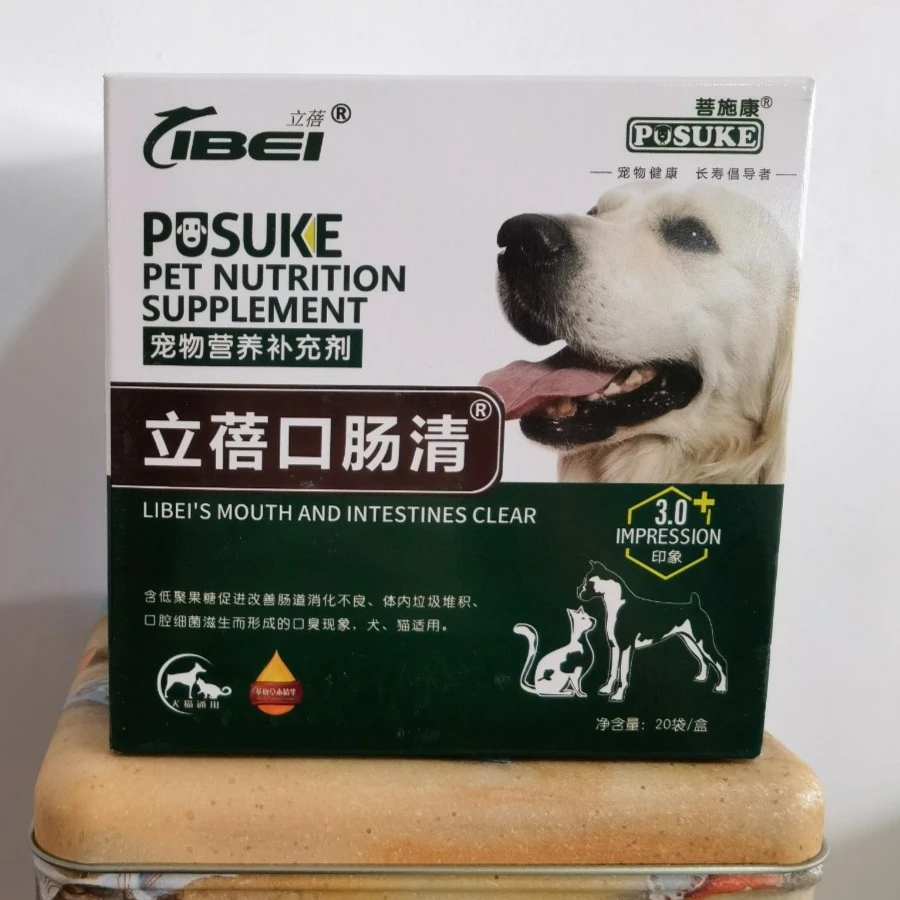 LIBEI 立蓓®
菩施康®
POSUKE
宠物健康 长寿倡导者
POSUKE
PET NUTRITION
SUPPLEMENT
宠物营养补充剂
立蓓口肠清®
LIBEI'S MOUTH AND INTESTINES CLEAR
3.0+
IMPRESSION
印象
含低聚果糖促进改善肠道消化不良、体内垃圾堆积、
口腔细菌滋生而形成的口臭现象，犬、猫适用。
犬猫通用
净含量：20袋/盒